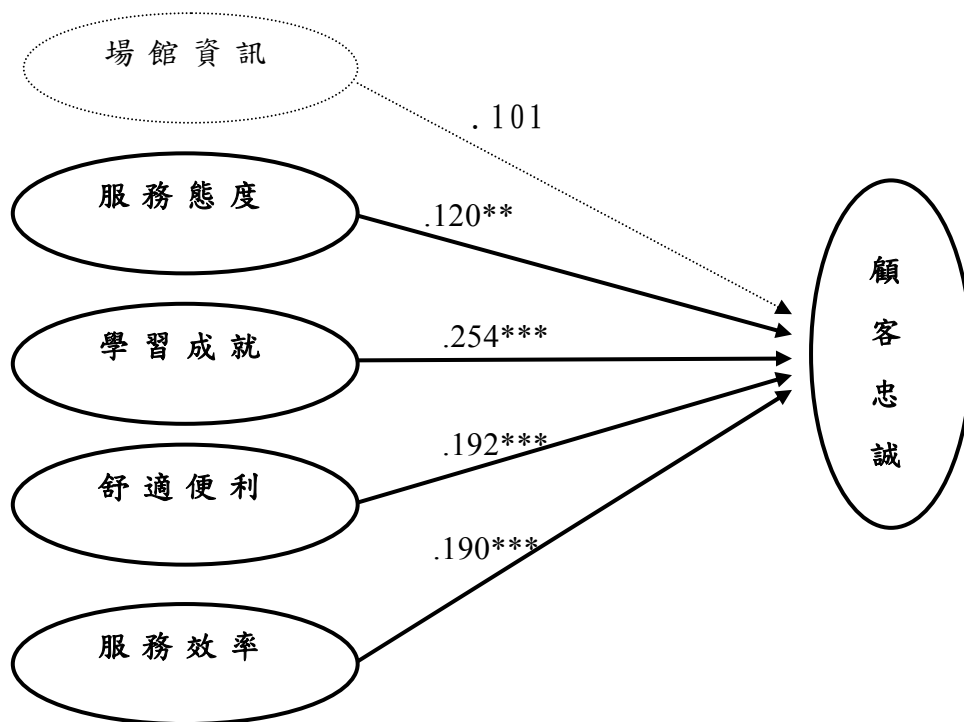 場館資訊
.101
服務態度
.120**
學習成就
.254***
舒適便利
.192***
服務效率
.190***
顧客忠誠